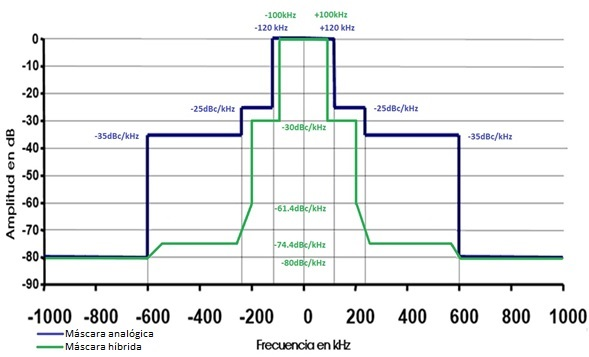 -100kHz +100kHz
-120 kHz +120 kHz
0
-10
-20
-25dBc/kHz -25dBc/kHz
-30
-30dBc/kHz
-35dBc/kHz -35dBc/kHz
-40
-50
-60
-61.4dBc/kHz
-70
-74.4dBc/kHz
-80
-80dBc/kHz
-90
Amplitud en dB
-1000 -800 -600 -400 -200 0 200 400 600 800 1000
Máscara analógica
Máscara híbrida
Frecuencia en kHz